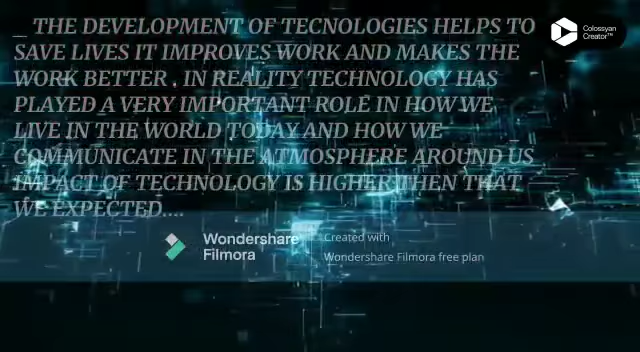 _ THE DEVELOPMENT OF TECNOLOGIES HELPS TO
SAVE LIVES IT IMPROVES WORK AND MAKES THE
WORK BETTER . IN REALITY TECHNOLOGY HAS
PLAYED A VERY IMPORTANT ROLE IN HOW WE
LIVE IN THE WORLD TODAY AND HOW WE
COMMUNICATE IN THE ATMOSPHERE AROUND US
IMPACT OF TECHNOLOGY IS HIGHER THEN THAT
WE EXPECTED....
Colossyan
Creator™
Wondershare
Filmora
Created with
Wondershare Filmora free plan